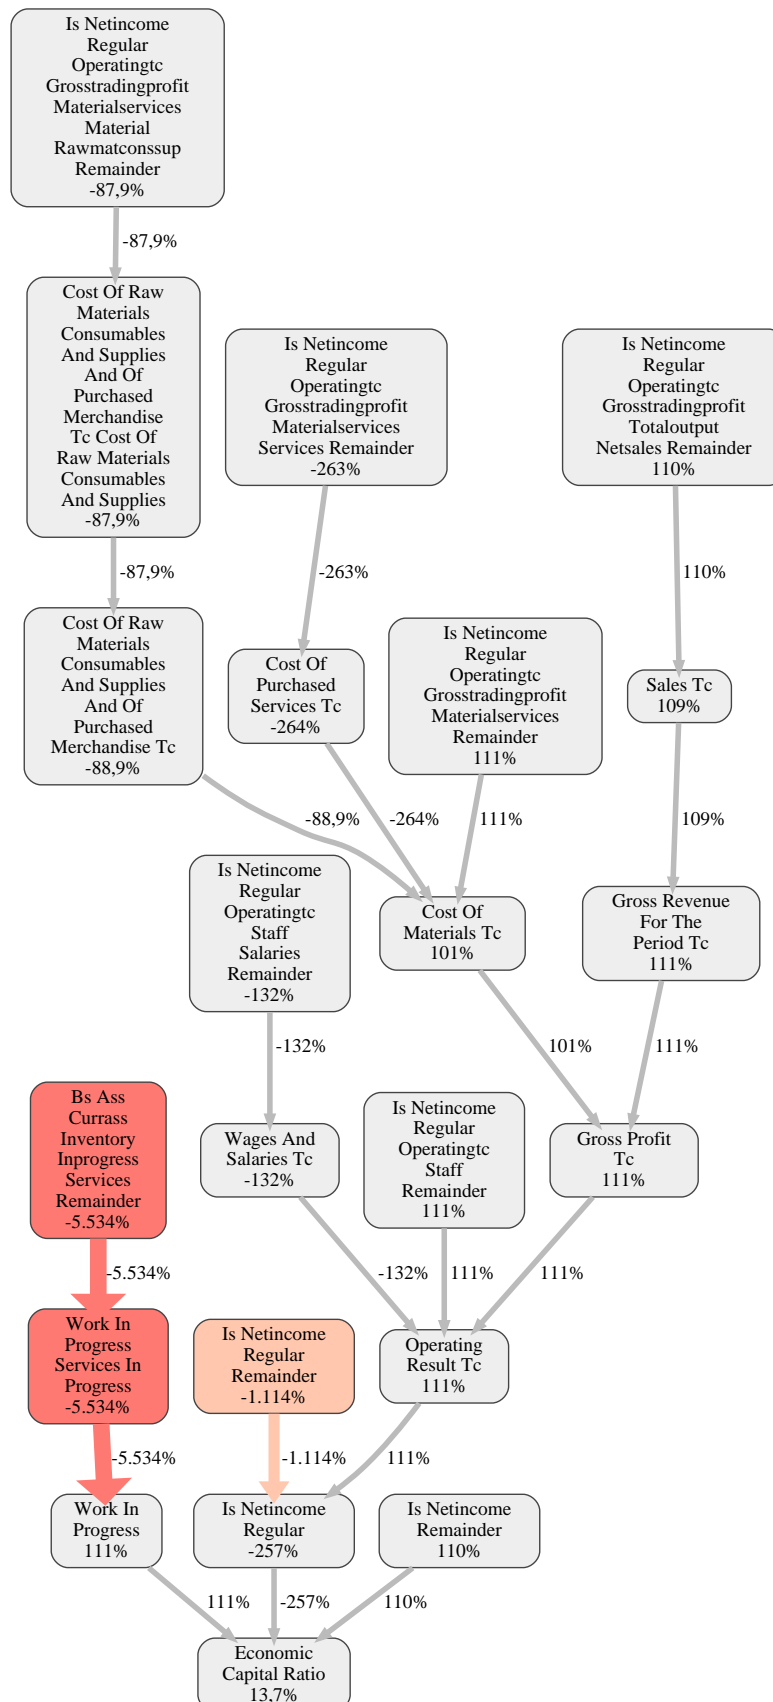 Is Netincome
Regular
Operatingtc
Grosstradingprofit
Materialservices
Material
Rawmatconssup
Remainder
-87,9%
-87,9%
Cost Of Raw
Materials
Consumables
And Supplies
And Of
Purchased
Merchandise
Tc Cost Of
Raw Materials
Consumables
And Supplies
-87,9%
Is Netincome
Regular
Operatingtc
Grosstradingprofit
Materialservices
Services Remainder
-263%
Is Netincome
Regular
Operatingtc
Grosstradingprofit
Totaloutput
Netsales Remainder
110%
-87,9%
-263%
110%
Cost Of Raw
Materials
Consumables
And Supplies
And Of
Purchased
Merchandise Tc
-88,9%
Cost Of
Purchased
Services Tc
-264%
Is Netincome
Regular
Operatingtc
Grosstradingprofit
Materialservices
Remainder
111%
Sales Tc
109%
-88,9%
-264%
111%
109%
Is Netincome
Regular
Operatingtc
Staff
Salaries
Remainder
-132%
Cost Of
Materials Tc
101%
Gross Revenue
For The
Period Tc
111%
-132%
101%
111%
Bs Ass
Currass
Inventory
Inprogress
Services
Remainder
-5.534%
Wages And
Salaries Tc
-132%
Is Netincome
Regular
Operatingtc
Staff
Remainder
111%
Gross Profit
Tc
111%
-5.534%
-132%
111%
111%
Work In
Progress
Services In
Progress
-5.534%
Is Netincome
Regular
Remainder
-1.114%
Operating
Result Tc
111%
-5.534%
-1.114%
111%
Work In
Progress
111%
Is Netincome
Regular
-257%
Is Netincome
Remainder
110%
111%
-257%
110%
Economic
Capital Ratio
13,7%